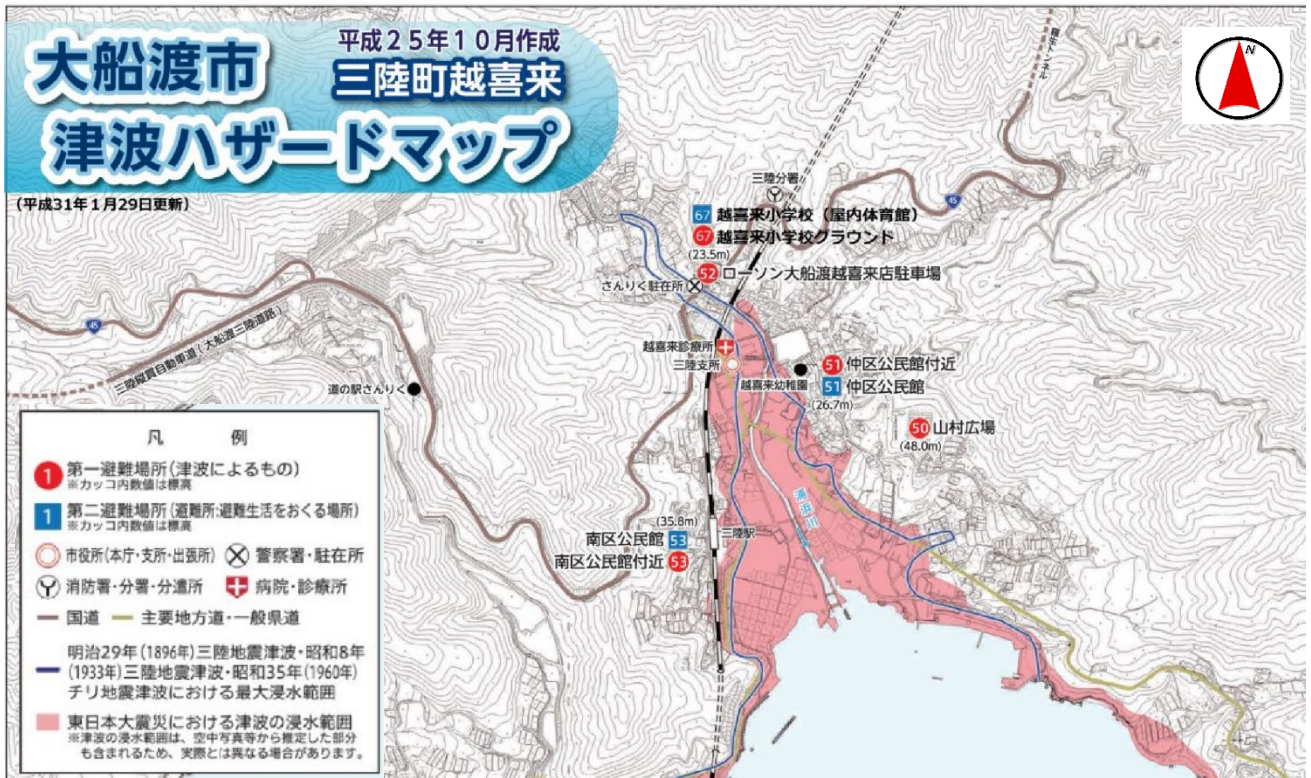 大船渡市
平成25年10月作成
三陸町越喜来
津波ハザードマップ
(平成31年1月29日更新)
N
羅生トンネル
45
三陸分署
67 越喜来小学校(屋内体育館)
67 越喜来小学校グラウンド
(23.5m)
52 ローソン大船渡越喜来店駐車場
さんりく駐在所
45
三陸縦貫自動車道(大船渡三陸道路)
道の駅さんりく
越喜来診療所
三陸支所
越喜来幼稚園
51 仲区公民館付近
51 仲区公民館
(26.7m)
50 山村広場
(48.0m)
浦浜川
(35.8m)
南区公民館 53
南区公民館付近 53
三陸駅
凡 例
1 第一避難場所(津波によるもの)
※カッコ内数値は標高
1 第二避難場所(避難所:避難生活をおくる場所)
※カッコ内数値は標高
市役所(本庁・支所・出張所) 警察署・駐在所
消防署・分署・分遣所 病院・診療所
国道 主要地方道・一般県道
明治29年(1896年)三陸地震津波・昭和8年
(1933年)三陸地震津波・昭和35年(1960年)
チリ地震津波における最大浸水範囲
東日本大震災における津波の浸水範囲
※津波の浸水範囲は、空中写真等から推定した部分
も含まれるため、実際とは異なる場合があります。